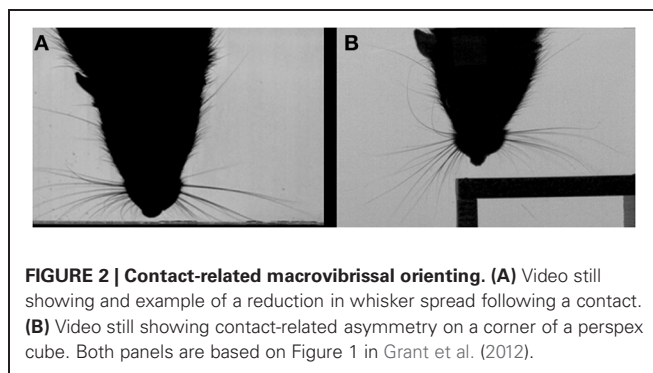 A
B
FIGURE 2 | Contact-related macrovibrissal orienting. (A) Video still
showing and example of a reduction in whisker spread following a contact.
(B) Video still showing contact-related asymmetry on a corner of a perspex
cube. Both panels are based on Figure 1 in Grant et al. (2012).